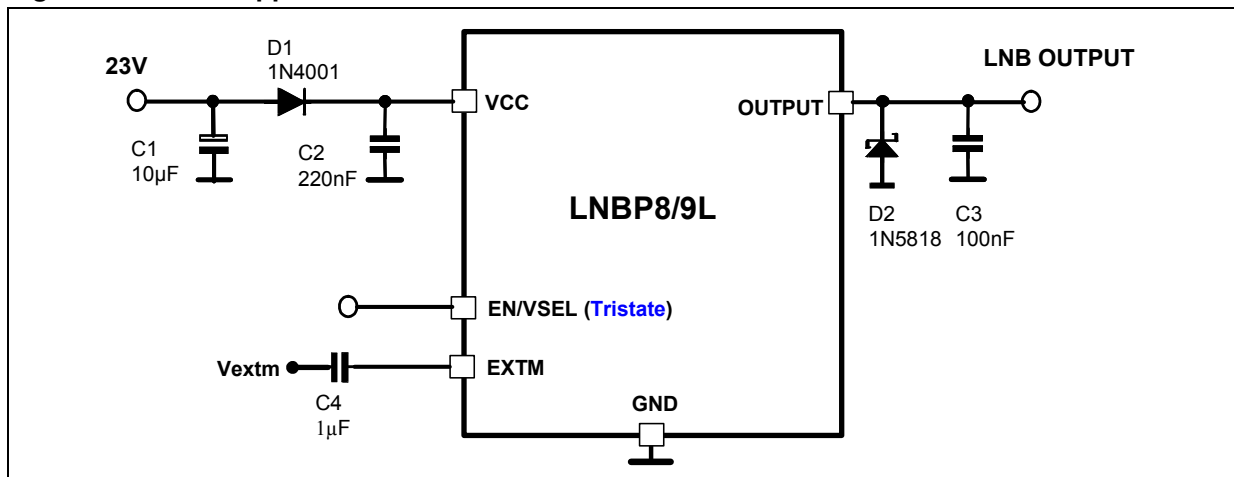 23V
D1
1N4001
C1
10µF
C2
220nF
VCC
OUTPUT
LNB OUTPUT
D2
1N5818
C3
100nF
LNBP8/9L
EN/VSEL (Tristate)
Vextm
EXTM
C4
1µF
GND